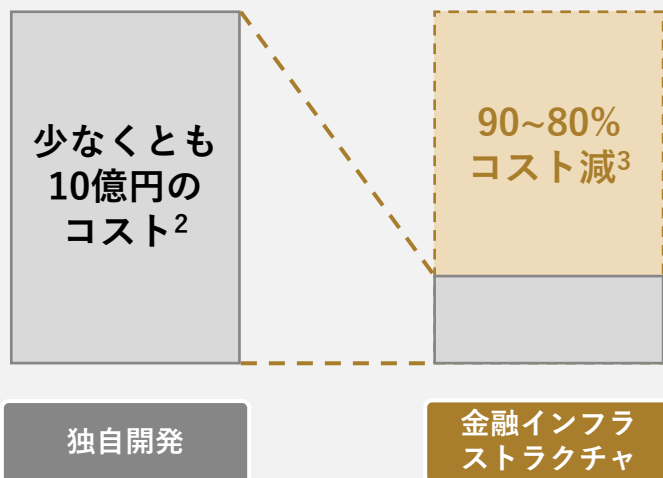 少なくとも
10億円の
コスト2
90~80%
コスト減3
独自開発
金融インフラ
ストラクチャ